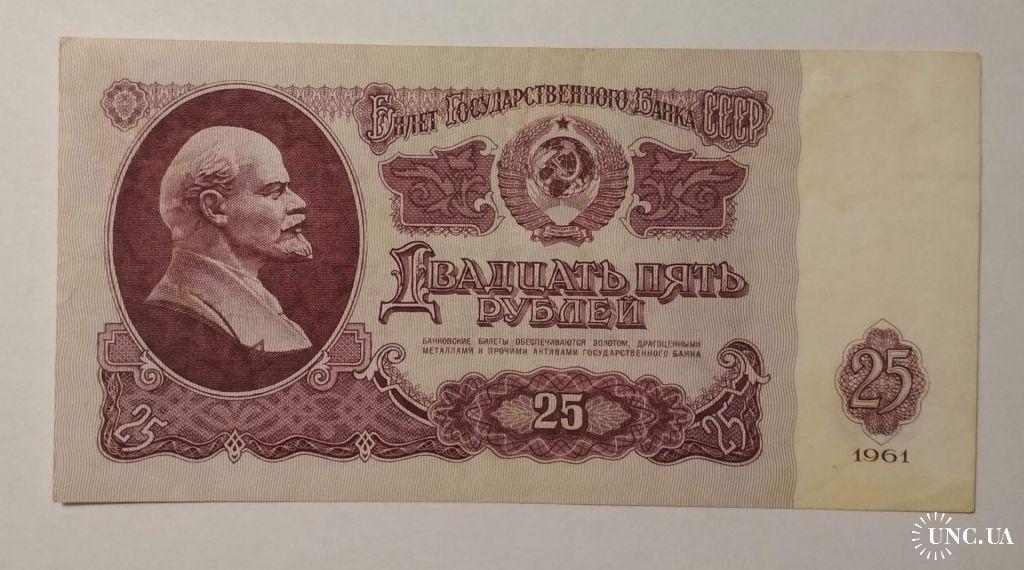 Билет Государственного Банка СССР
Двадцать пять
рублей
БАНКОВСКИЕ БИЛЕТЫ ОБЕСПЕЧИВАЮТСЯ ЗОЛОТОМ, ДРАГОЦЕННЫМИ
МЕТАЛЛАМИ И ПРОЧИМИ АКТИВАМИ ГОСУДАРСТВЕННОГО БАНКА
25
25
25
25
1961
UNC.UA